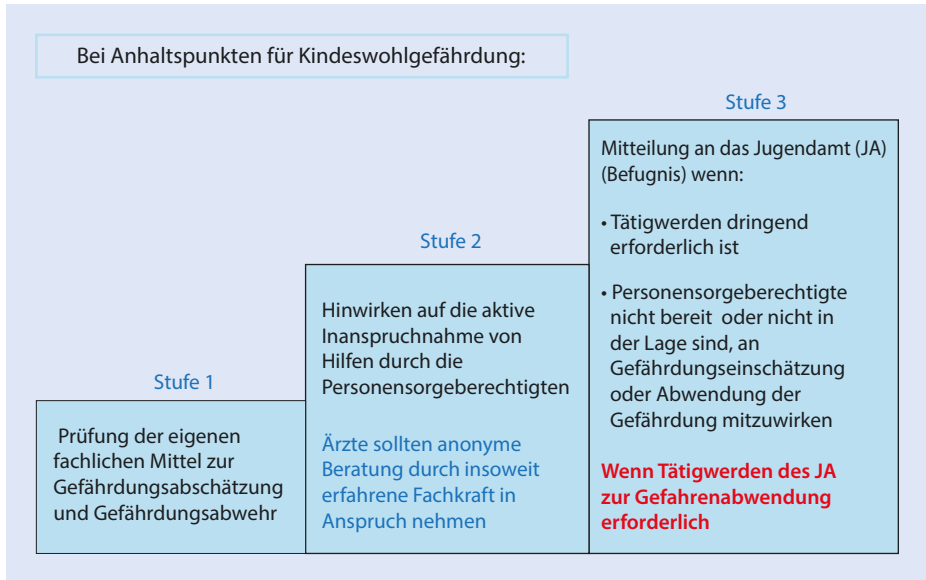 Bei Anhaltspunkten für Kindeswohlgefährdung:
Stufe 1
Prüfung der eigenen
fachlichen Mittel zur
Gefährdungsabschätzung
und Gefährdungsabwehr
Stufe 2
Hinwirken auf die aktive
Inanspruchnahme von
Hilfen durch die
Personensorgeberechtigten
Ärzte sollten anonyme
Beratung durch insoweit
erfahrene Fachkraft in
Anspruch nehmen
Stufe 3
Mitteilung an das Jugendamt (JA)
(Befugnis) wenn:
• Tätigwerden dringend
erforderlich ist
• Personensorgeberechtigte
nicht bereit oder nicht in
der Lage sind, an
Gefährdungseinschätzung
oder Abwendung der
Gefährdung mitzuwirken
Wenn Tätigwerden des JA
zur Gefahrenabwendung
erforderlich